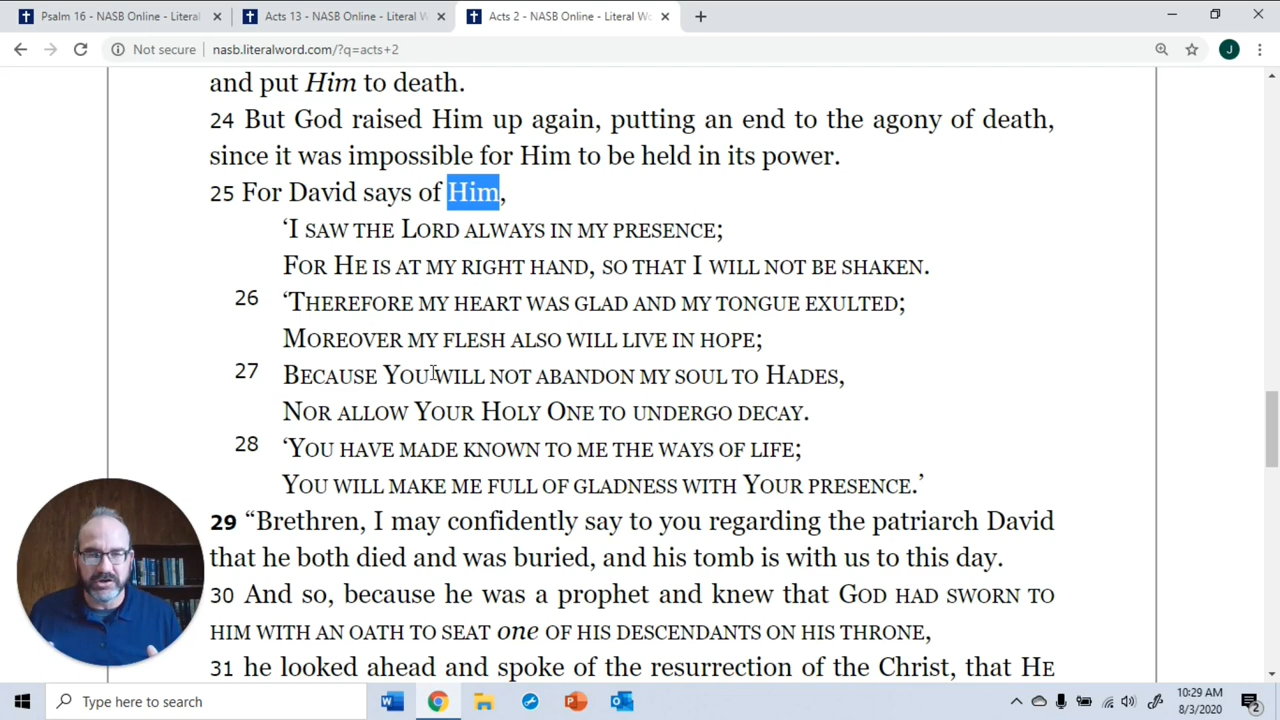 Psalm 16 - NASB Online - Literal
Acts 13 - NASB Online - Literal W
Acts 2 - NASB Online - Literal Wo
Not secure
nasb.literalword.com/?q=acts+2
J
and put Him to death.
24 But God raised Him up again, putting an end to the agony of death,
since it was impossible for Him to be held in its power.
25 For David says of Him,
‘I SAW THE LORD ALWAYS IN MY PRESENCE;
FOR HE IS AT MY RIGHT HAND, SO THAT I WILL NOT BE SHAKEN.
26 ‘THEREFORE MY HEART WAS GLAD AND MY TONGUE EXULTED;
MOREOVER MY FLESH ALSO WILL LIVE IN HOPE;
27 BECAUSE YOU WILL NOT ABANDON MY SOUL TO HADES,
NOR ALLOW YOUR HOLY ONE TO UNDERGO DECAY.
28 ‘YOU HAVE MADE KNOWN TO ME THE WAYS OF LIFE;
YOU WILL MAKE ME FULL OF GLADNESS WITH YOUR PRESENCE.’
29 “Brethren, I may confidently say to you regarding the patriarch David
that he both died and was buried, and his tomb is with us to this day.
30 And so, because he was a prophet and knew that GOD HAD SWORN TO
HIM WITH AN OATH TO SEAT one OF HIS DESCENDANTS ON HIS THRONE,
31 he looked ahead and spoke of the resurrection of the Christ, that HE
Type here to search
10:29 AM
8/3/2020
2